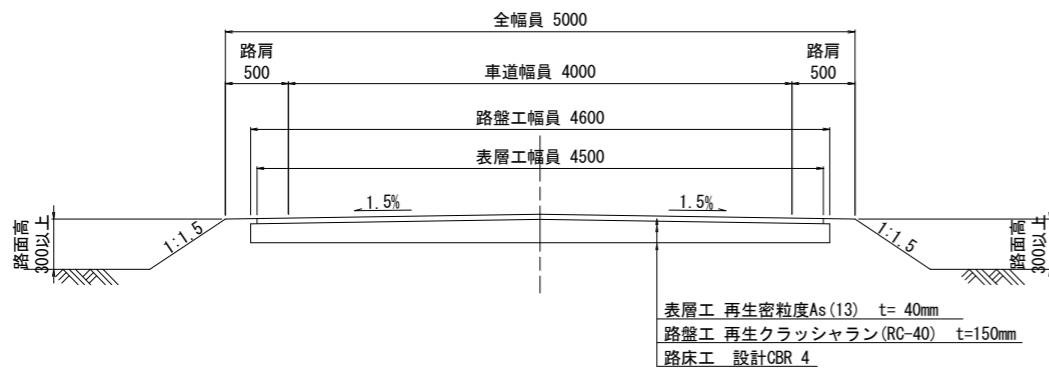 全幅員 5000
路肩
500
車道幅員 4000
路肩
500
路盤工幅員 4600
表層工幅員 4500
1.5%
1.5%
路面高
300以上
1:1.5
1:1.5
路面高
300以上
表層工 再生密粒度As(13) t= 40mm
路盤工 再生クラッシャラン(RC-40) t=150mm
路床工 設計CBR 4